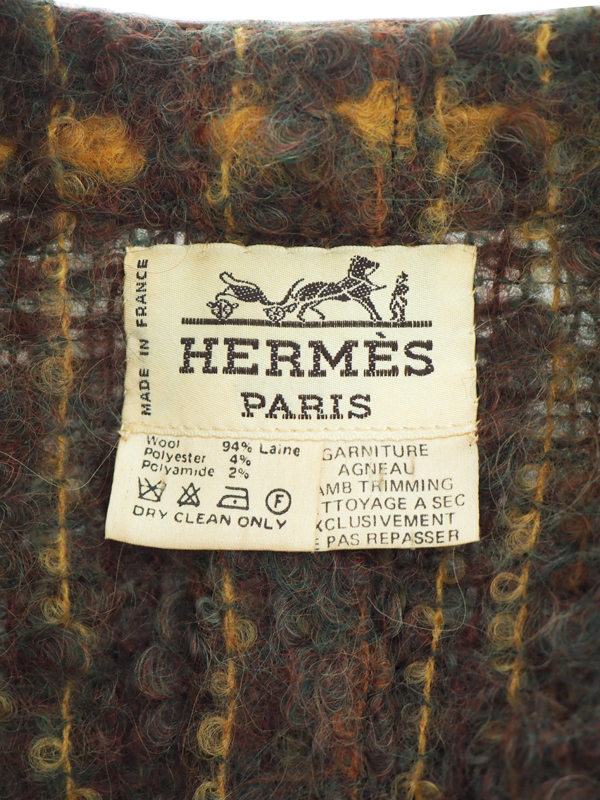 MADE IN FRANCE
HERMÈS
PARIS
Wool 94% Laine
Polyester 4%
Polyamide 2%
F
DRY CLEAN ONLY
GARNITURE
AGNEAU
AMB TRIMMING
TTOYAGE A SEC
XCLUSIVEMENT
E PAS REPASSER